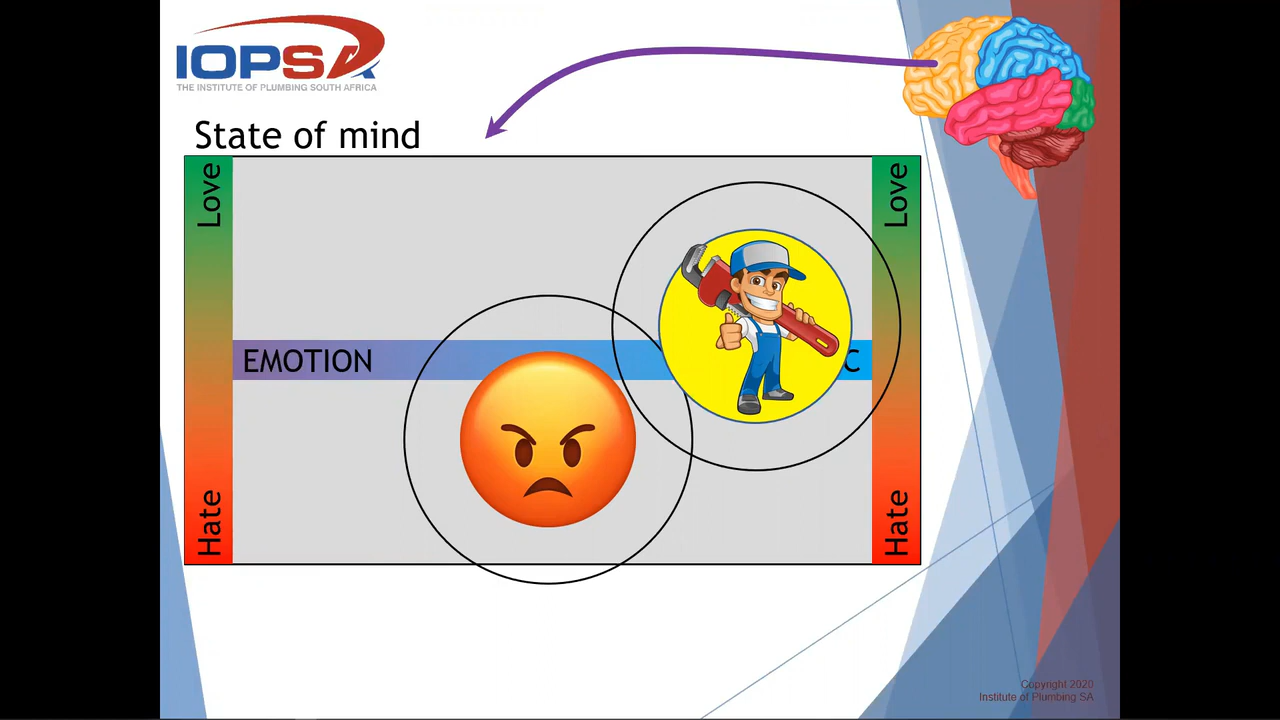 IOPSA
THE INSTITUTE OF PLUMBING SOUTH AFRICA
State of mind
Love
Love
EMOTION
C
Hate
Hate
Copyright 2020
Institute of Plumbing SA